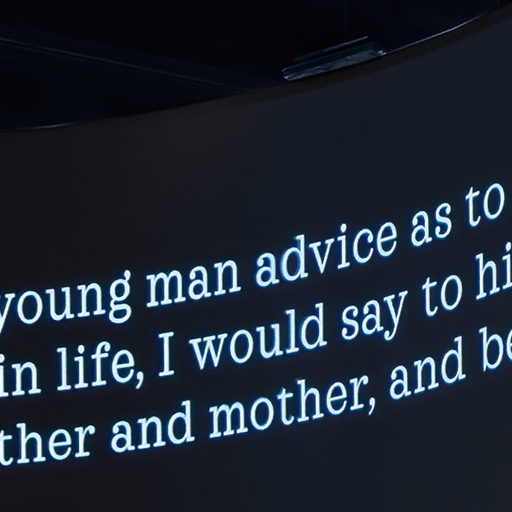 young man advice as to
in life, I would say to hi
ther and mother, and be